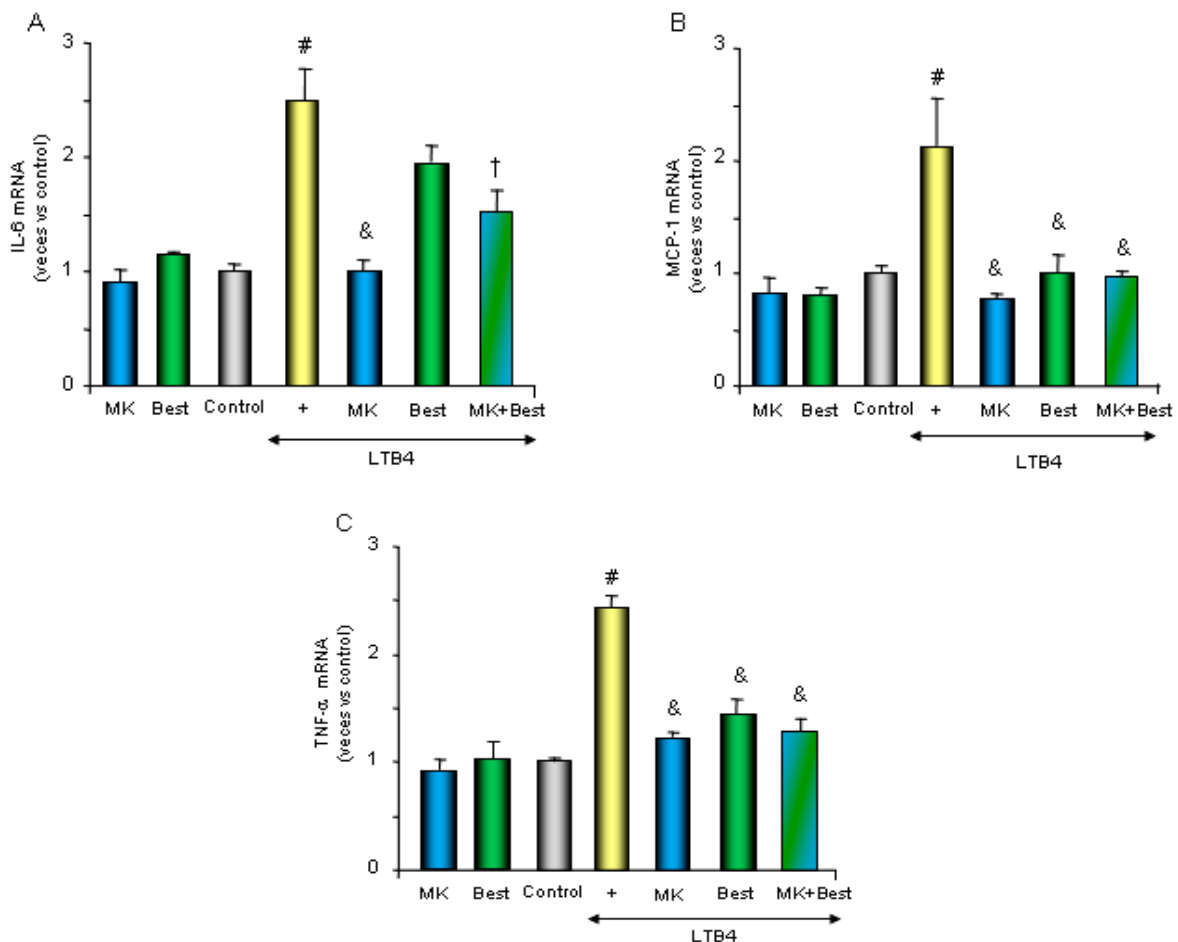 A
3
2
1
0
IL-6 mRNA
(veces vs control)
#
&
†
MK Best Control + MK Best MK+Best
LTB4
B
3
2
1
0
MCP-1 mRNA
(veces vs control)
#
&
&
&
MK Best Control + MK Best MK+Best
LTB4
C
3
2
1
0
TNF-α mRNA
(veces vs control)
#
&
&
&
MK Best Control + MK Best MK+Best
LTB4